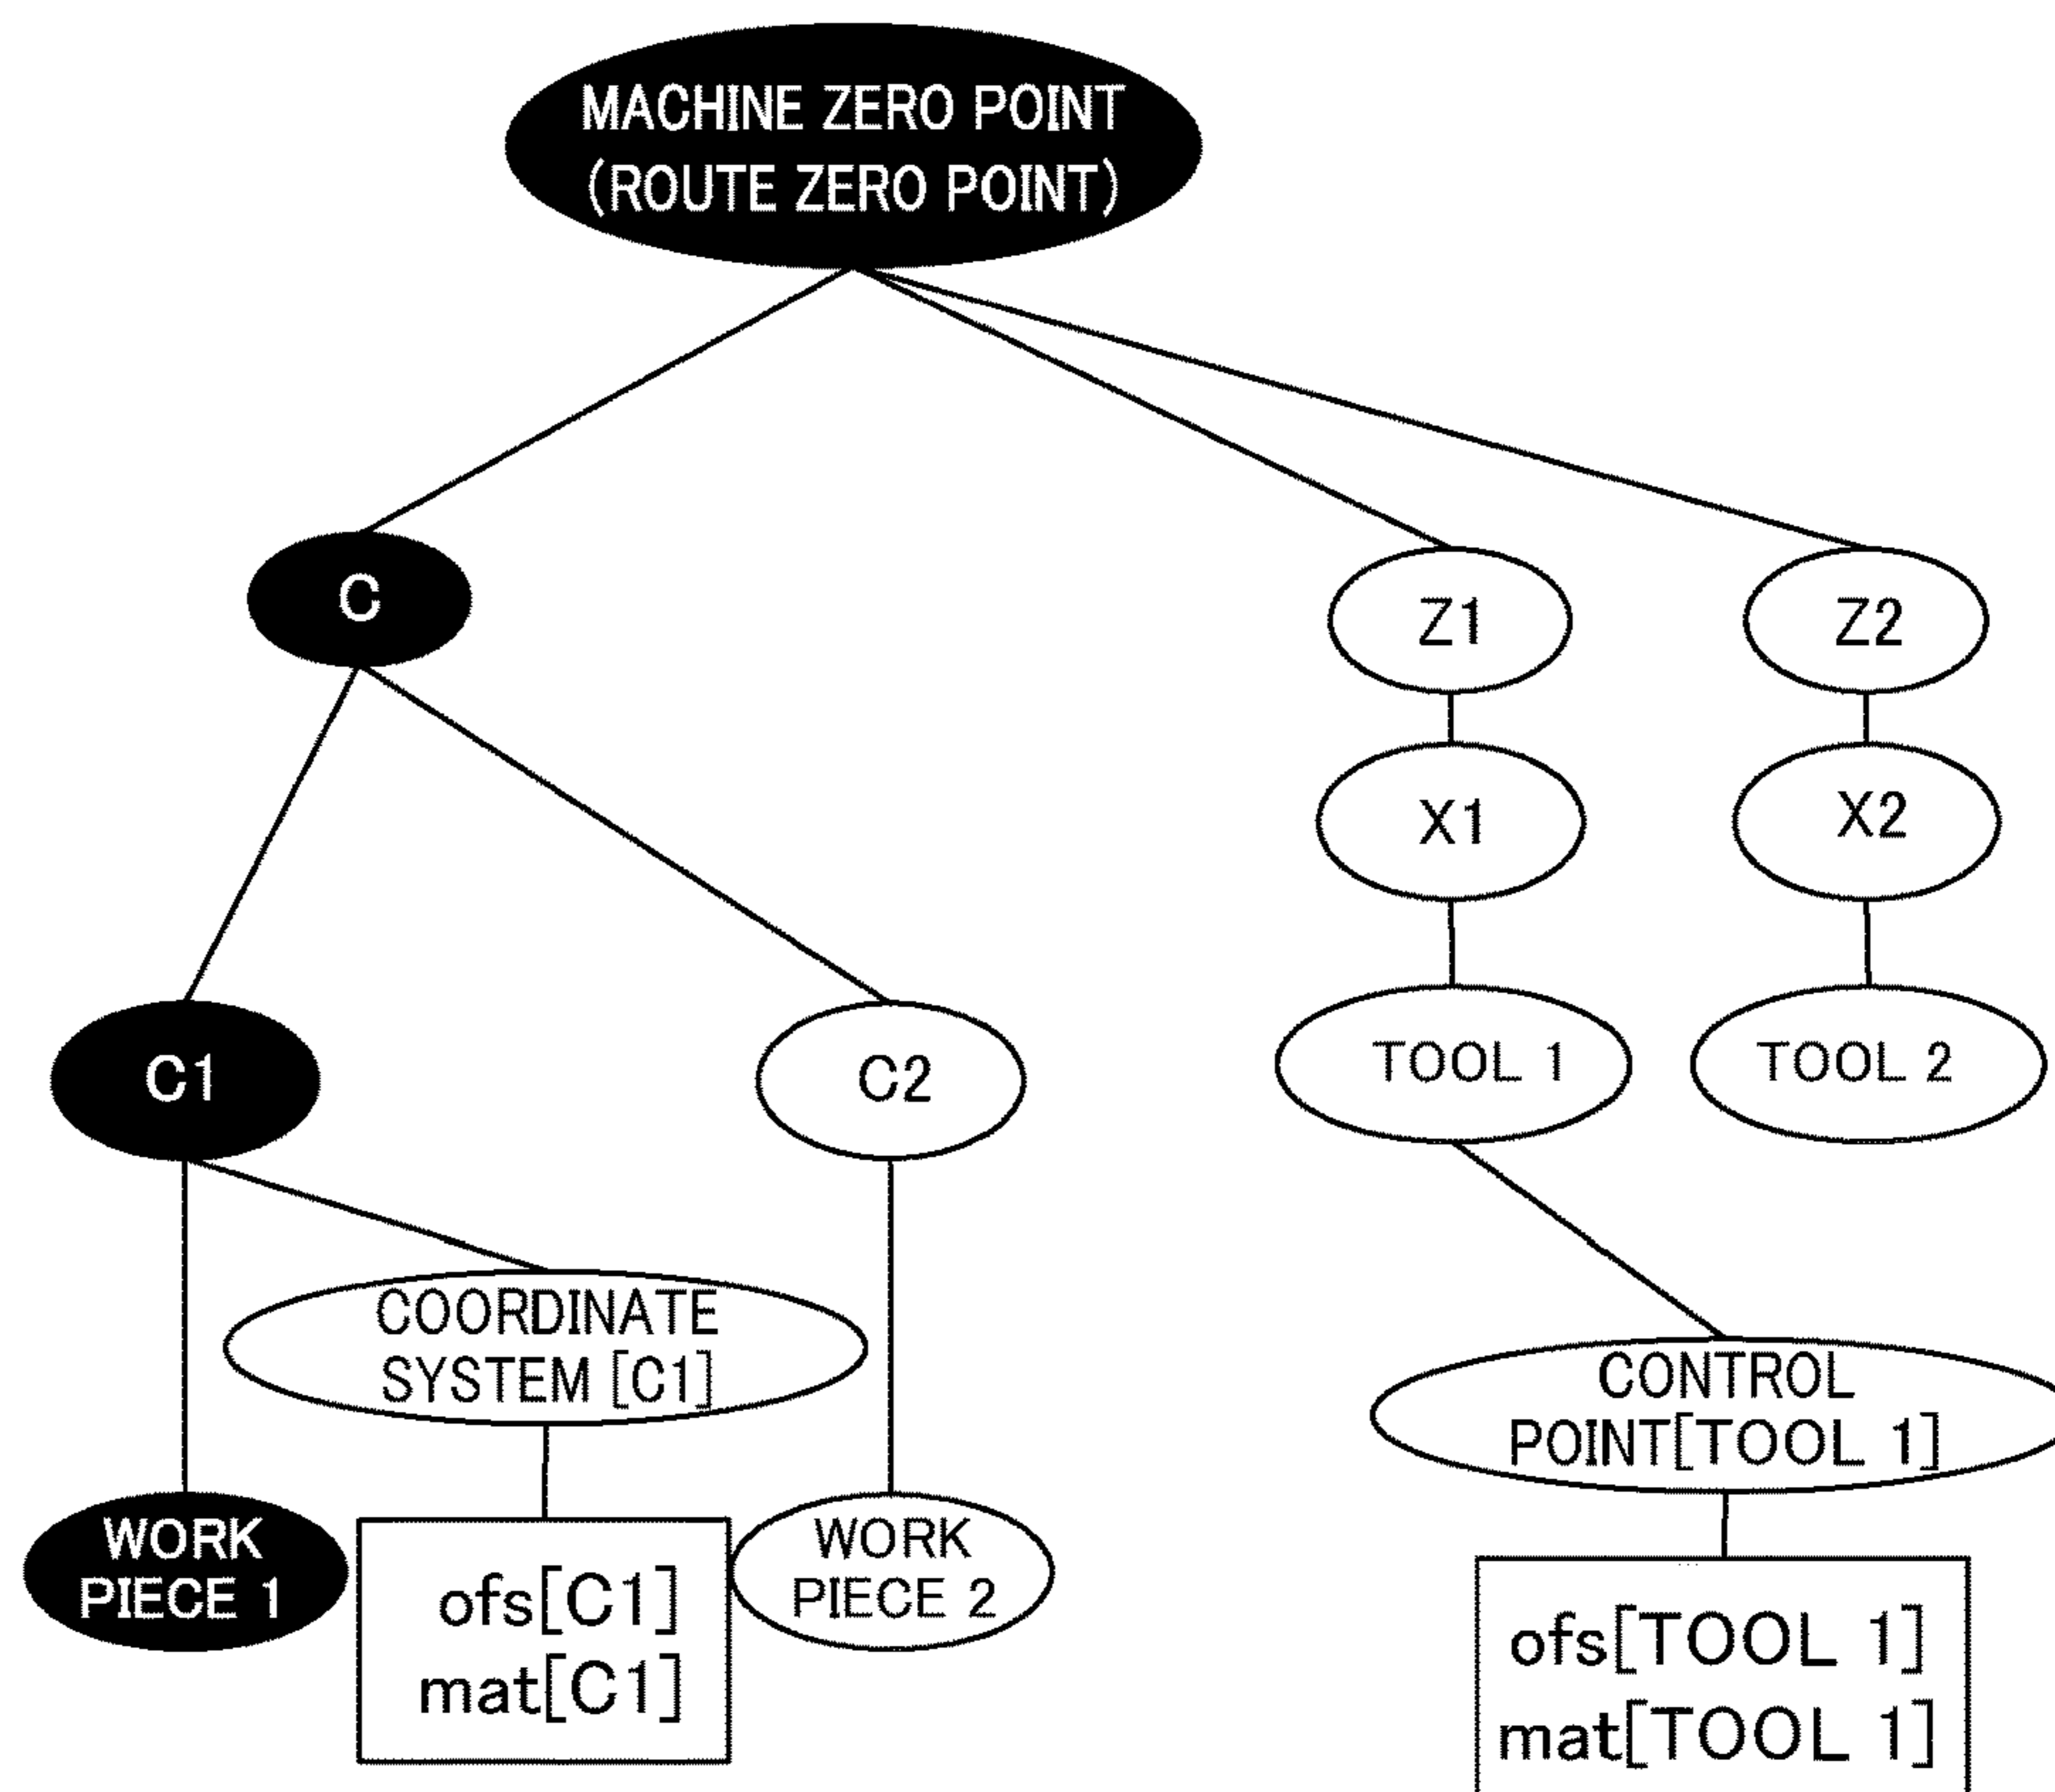 MACHINE ZERO POINT
(ROUTE ZERO POINT)
C
Z1
Z2
X1
X2
C1
C2
TOOL 1
TOOL 2
COORDINATE
SYSTEM [C1]
CONTROL
POINT[TOOL 1]
WORK
PIECE 1
ofs[C1]
mat[C1]
WORK
PIECE 2
ofs[TOOL 1]
mat[TOOL 1]